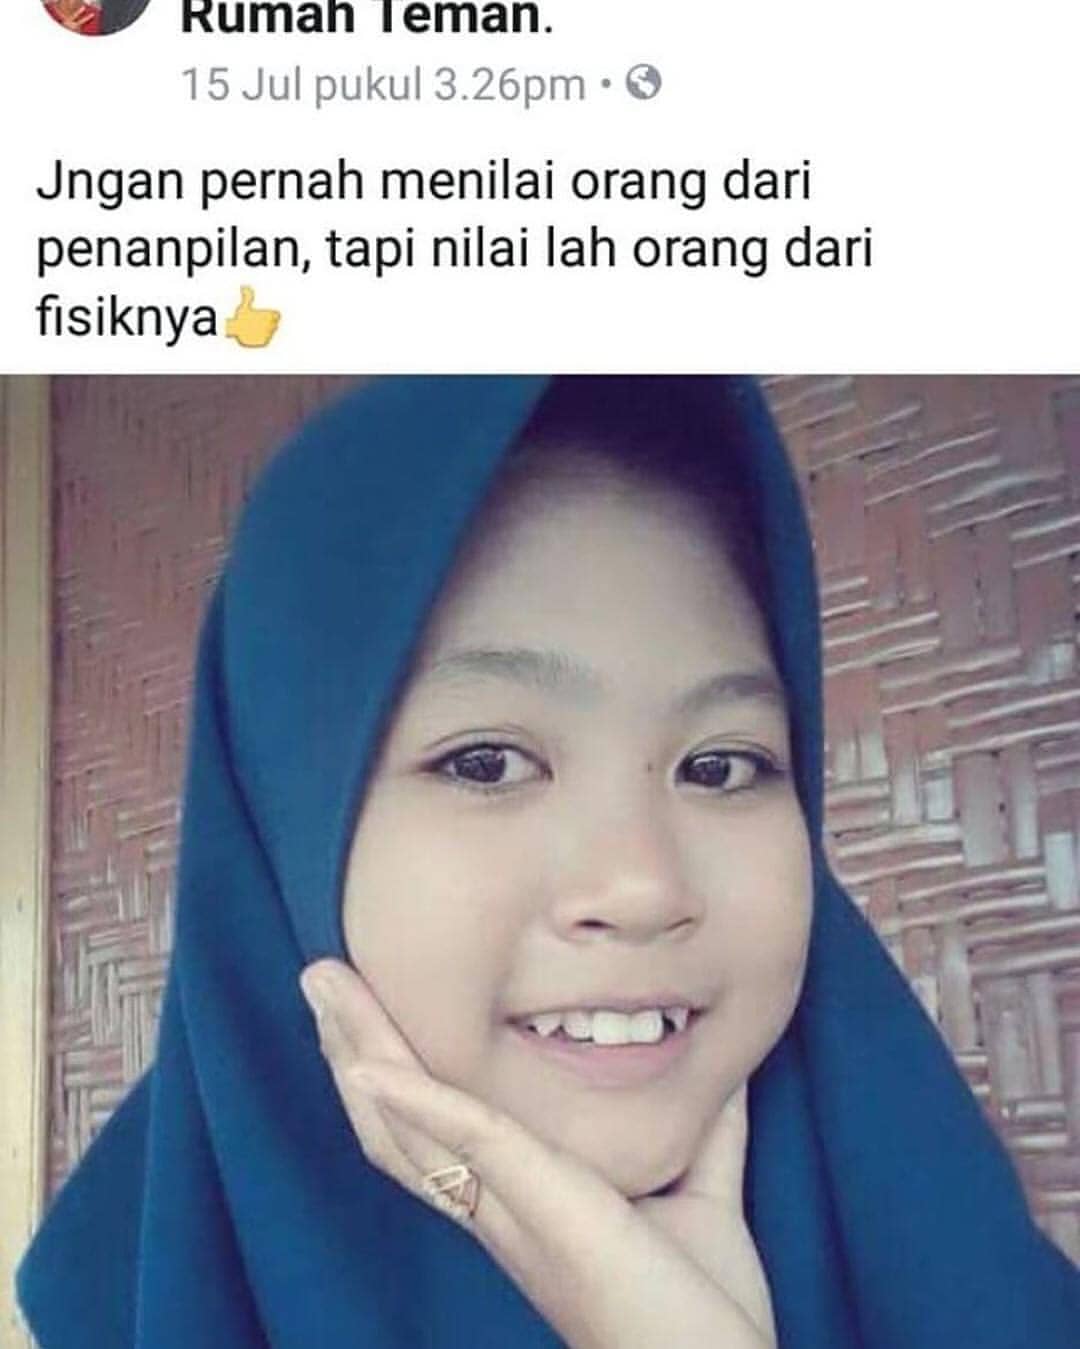 Rumah Teman.
15 Jul pukul 3.26pm •
Jngan pernah menilai orang dari
penanpilan, tapi nilai lah orang dari
fisiknya👍